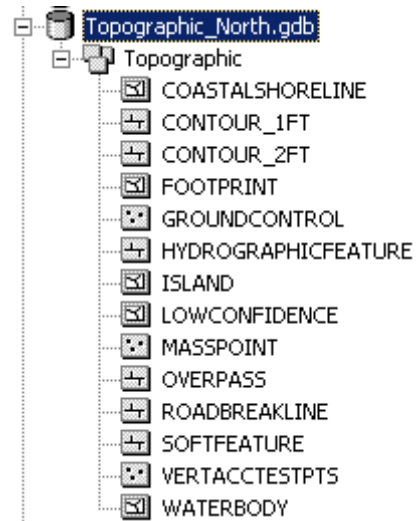 Topographic_North.gdb
Topographic
COASTALSHORELINE
CONTOUR_1FT
CONTOUR_2FT
FOOTPRINT
GROUNDCONTROL
HYDROGRAPHICFEATURE
ISLAND
LOWCONFIDENCE
MASSPOINT
OVERPASS
ROADBREAKLINE
SOFTFEATURE
VERTACCTESTPTS
WATERBODY